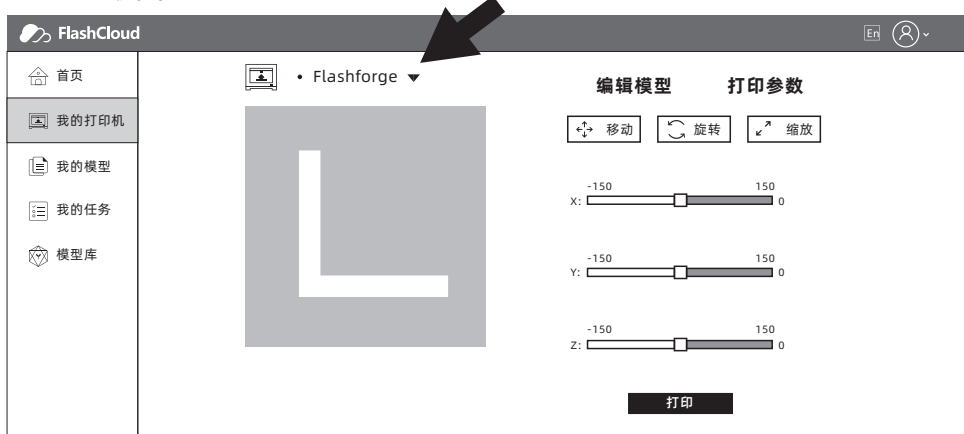 FlashCloud
En
首页
我的打印机
我的模型
我的任务
模型库
• Flashforge
编辑模型 打印参数
移动 旋转 缩放
-150 150
X: 0
-150 150
Y: 0
-150 150
Z: 0
打印